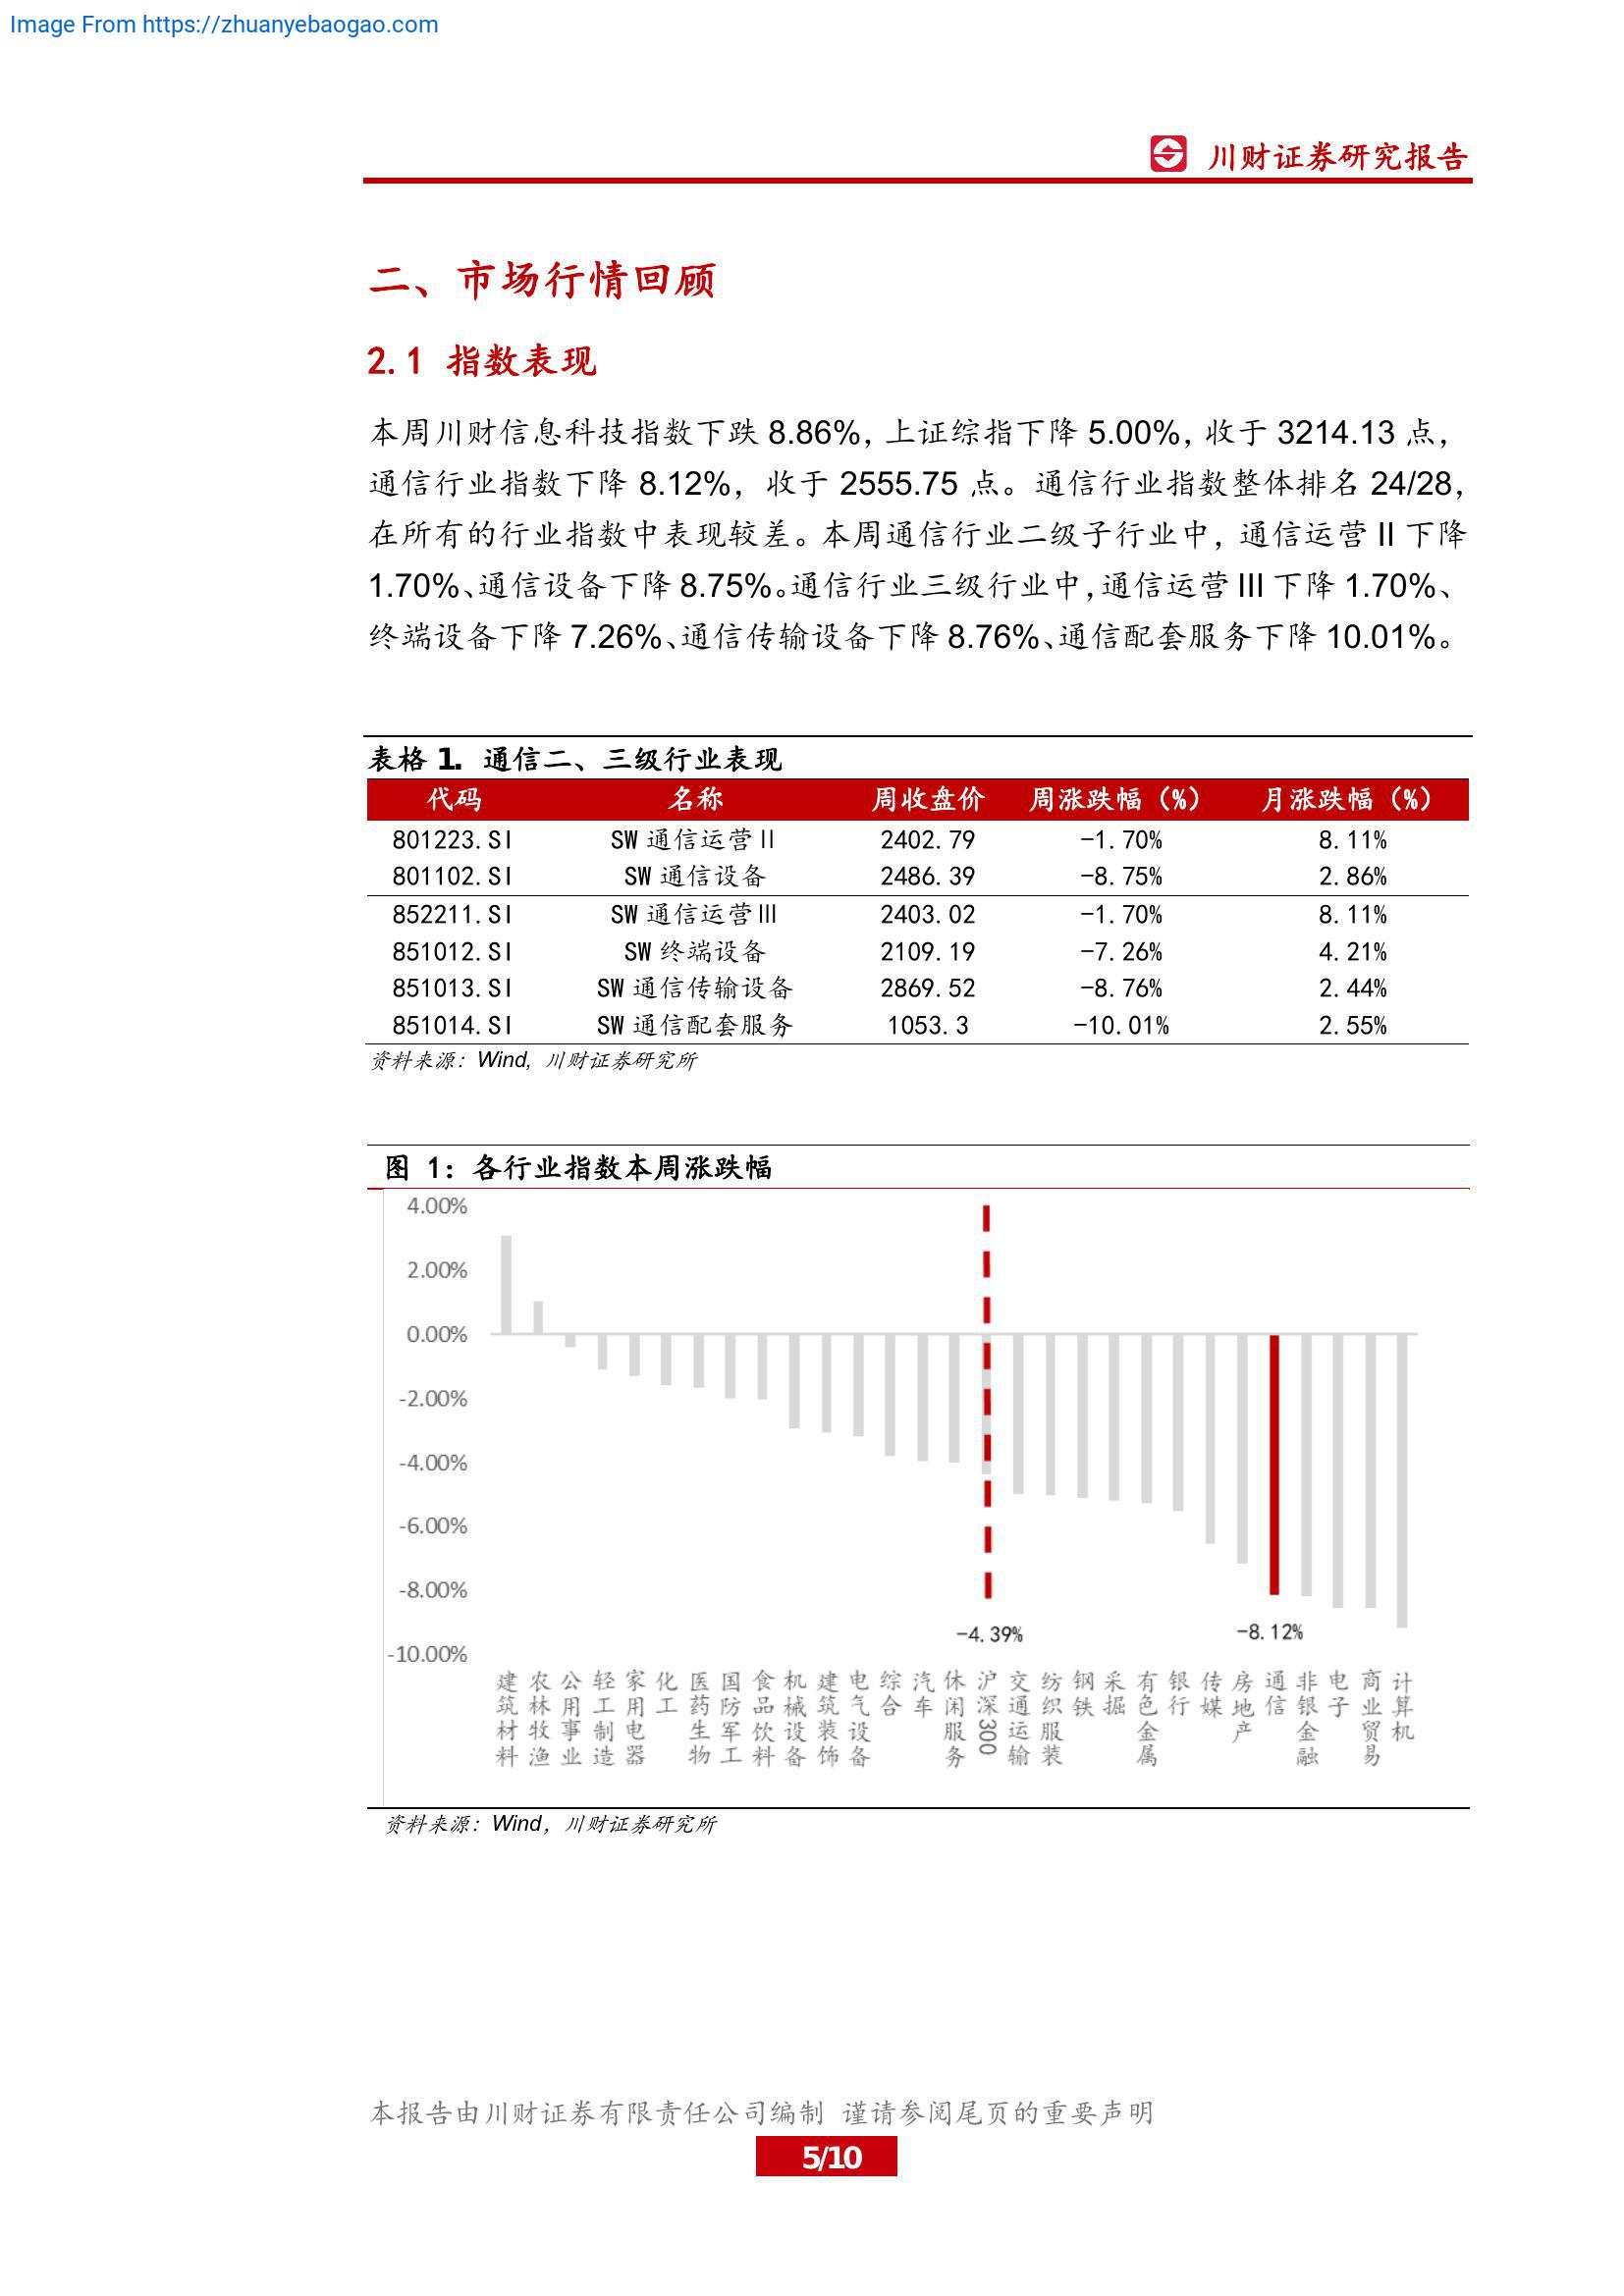 Image From https://zhuanyebaogao.com
川财证券研究报告
二、市场行情回顾
2.1 指数表现
本周川财信息科技指数下跌 8.86%，上证综指下降 5.00%，收于 3214.13 点，
通信行业指数下降 8.12%，收于 2555.75 点。通信行业指数整体排名 24/28，
在所有的行业指数中表现较差。本周通信行业二级子行业中，通信运营 II 下降
1.70%、通信设备下降 8.75%。通信行业三级行业中，通信运营 III 下降 1.70%、
终端设备下降 7.26%、通信传输设备下降 8.76%、通信配套服务下降 10.01%。
表格 1. 通信二、三级行业表现
代码 名称 周收盘价 周涨跌幅（%） 月涨跌幅（%）
801223.SI SW 通信运营Ⅱ 2402.79 -1.70% 8.11%
801102.SI SW 通信设备 2486.39 -8.75% 2.86%
852211.SI SW 通信运营Ⅲ 2403.02 -1.70% 8.11%
851012.SI SW 终端设备 2109.19 -7.26% 4.21%
851013.SI SW 通信传输设备 2869.52 -8.76% 2.44%
851014.SI SW 通信配套服务 1053.3 -10.01% 2.55%
资料来源：Wind, 川财证券研究所
图 1：各行业指数本周涨跌幅
4.00%
2.00%
0.00%
-2.00%
-4.00%
-6.00%
-8.00%
-10.00%
-4.39%
-8.12%
建筑材料
农林牧渔
公用事业
轻工制造
家用电器
化工
医药生物
国防军工
食品饮料
机械设备
建筑装饰
电气设备
综合
汽车
休闲服务
沪深300
交通运输
纺织服装
钢铁
采掘
有色金属
银行
传媒
房地产
通信
非银金融
电子
商业贸易
计算机
资料来源：Wind，川财证券研究所
本报告由川财证券有限责任公司编制 谨请参阅尾页的重要声明
5/10